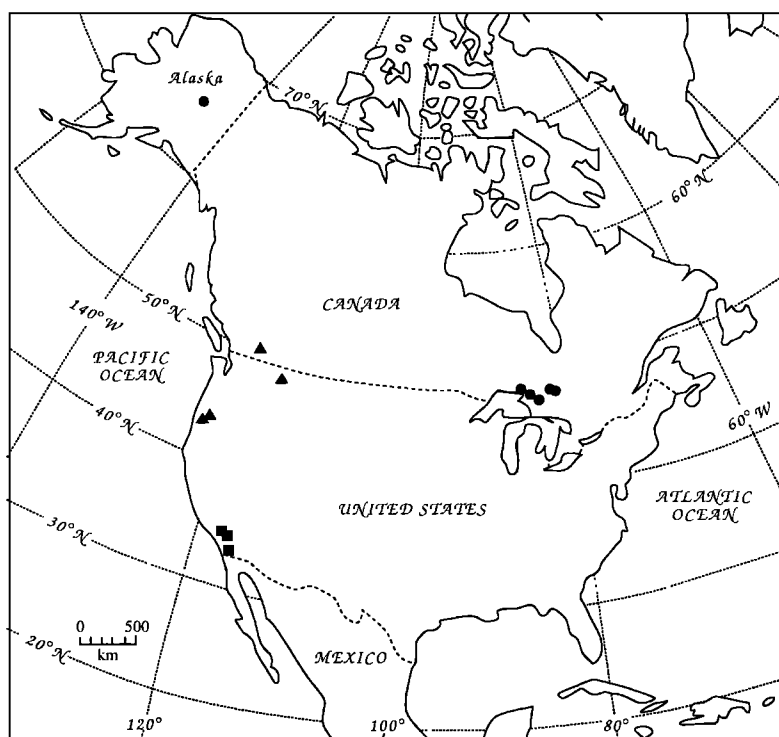 Alaska
70° N
60° N
50° N
140° W
CANADA
PACIFIC
OCEAN
40° N
60° W
UNITED STATES
ATLANTIC
OCEAN
30° N
0 500
km
20° N
MEXICO
120°
100°
80°